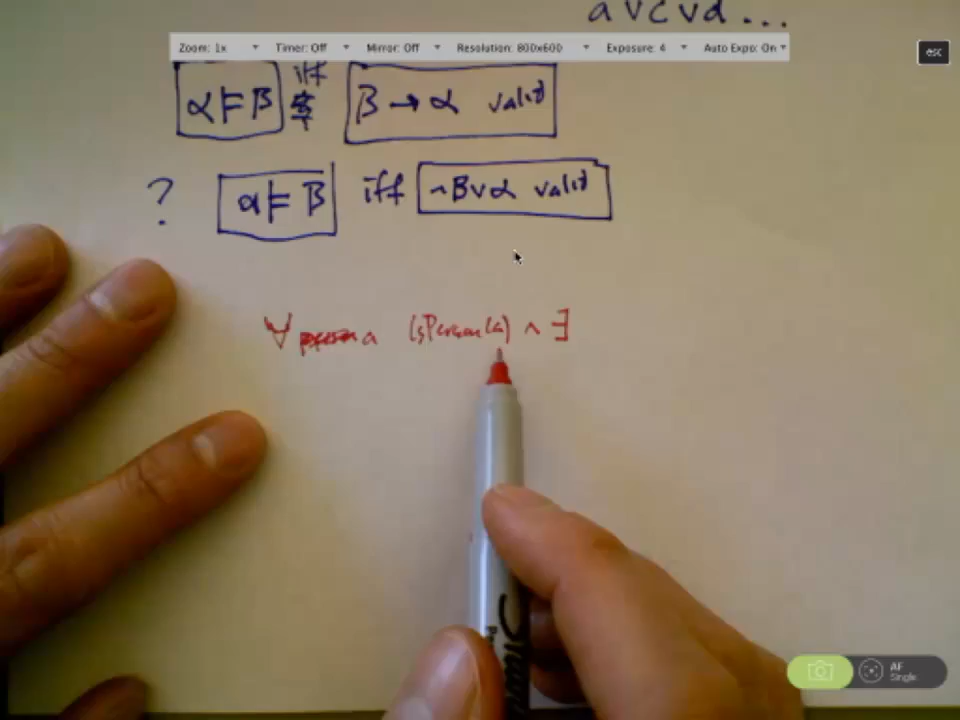 a ∨ c ∨ d ...
Zoom: 1x Timer: Off Mirror: Off Resolution: 800x600 Exposure: 4 Auto Expo: On
esc
α ⊨ β iff β → α valid
? α ⊨ β iff ¬β ∨ α valid
∀ a isPerson(a) ∧ ∃
AF
Single